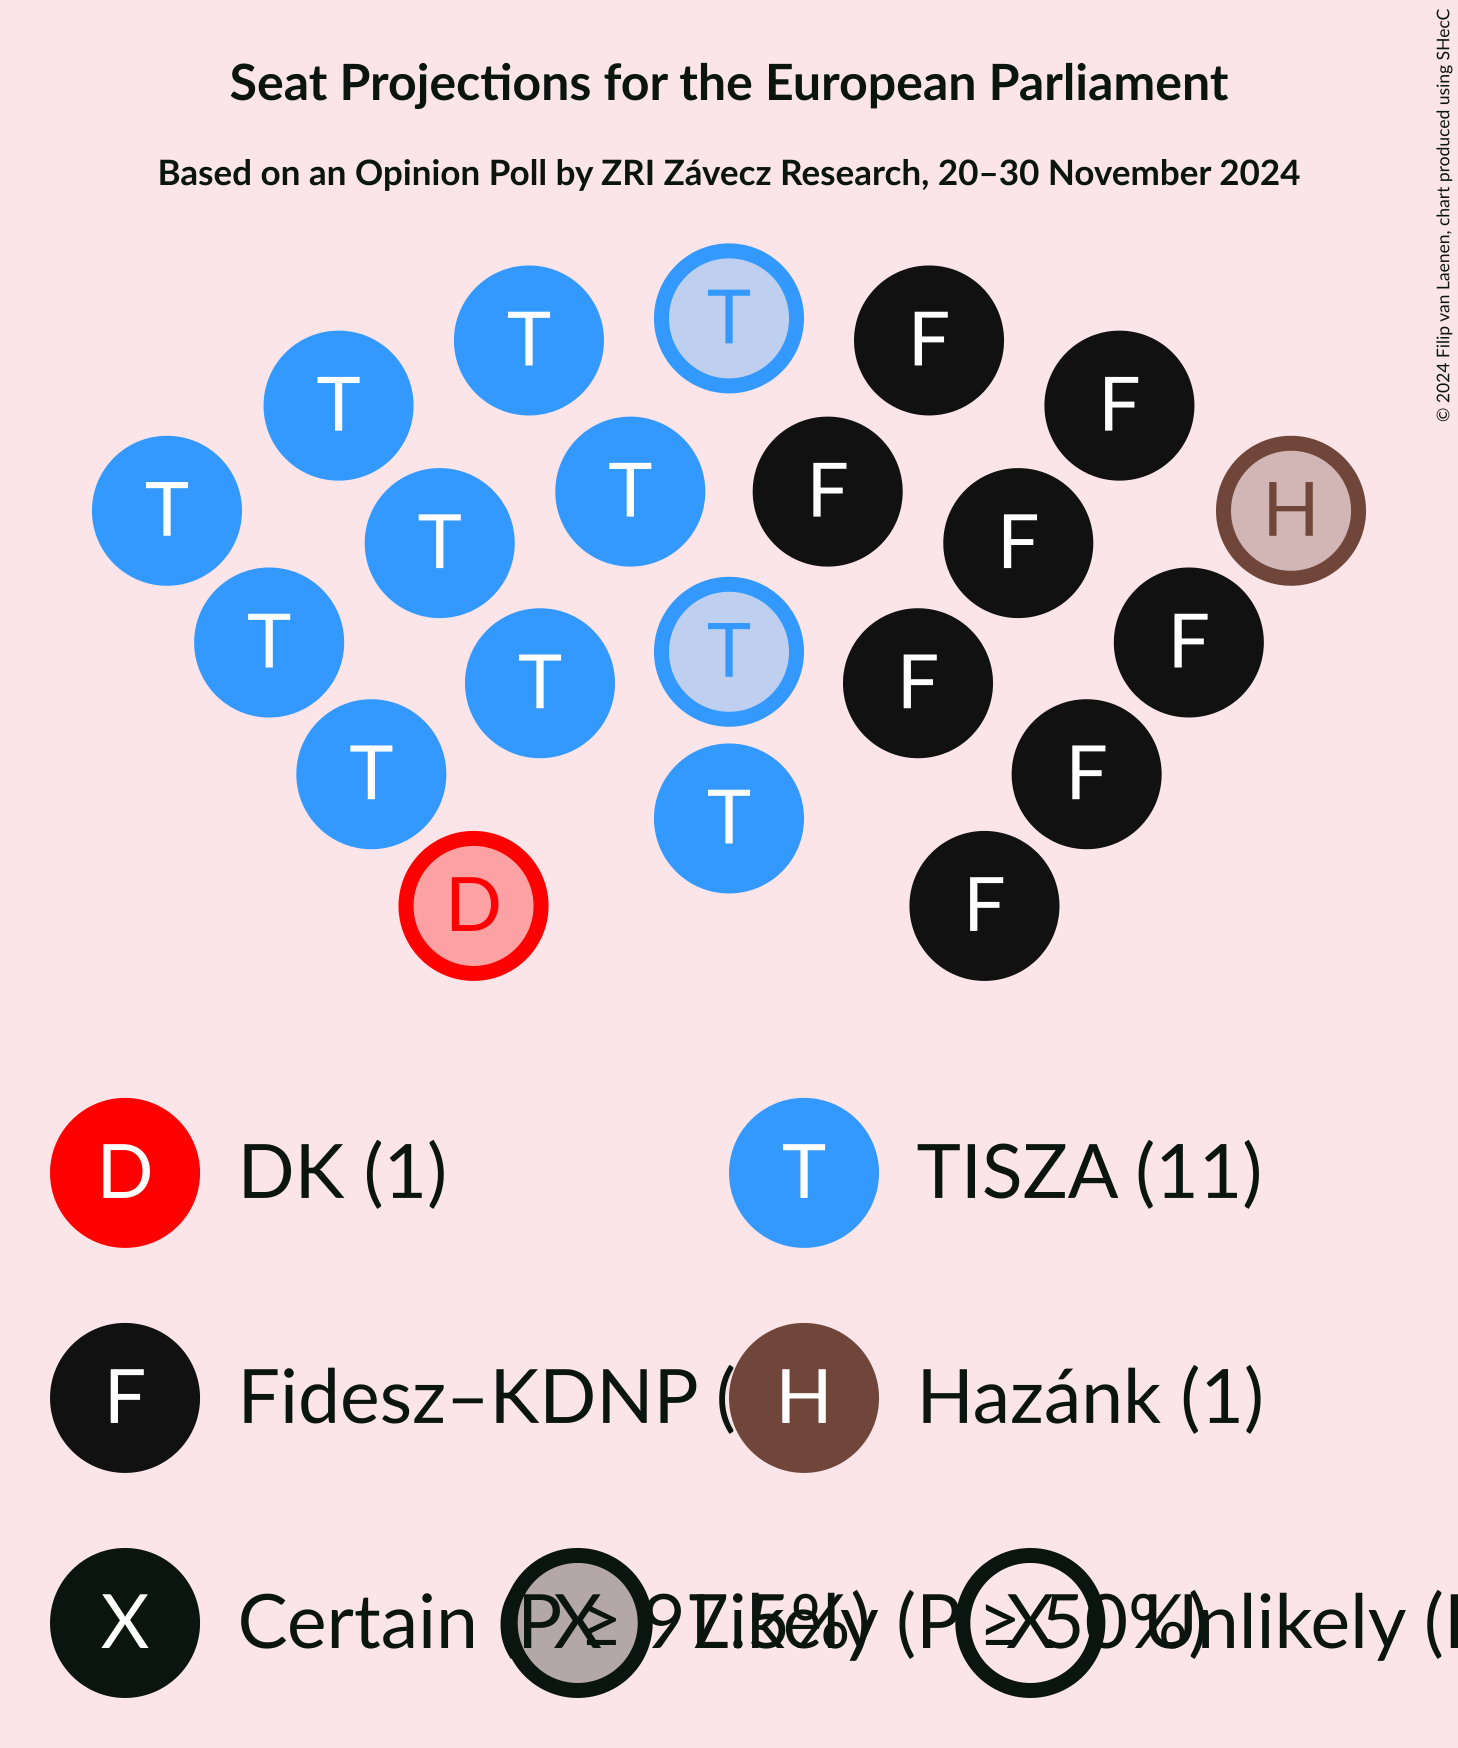 Seat Projections for the European Parliament
Based on an Opinion Poll by ZRI Závecz Research, 20–30 November 2024
© 2024 Filip van Laenen, chart produced using SHecC
T
T F
T F
T F
T H
T F
T F
T F
T T F
T F
T
D F
D DK (1) T TISZA (11)
F Fidesz–KDNP ( H Hazánk (1)
X Certain (P ≥ 97.5%) X Likely (P ≥ 50%) X Unlikely (